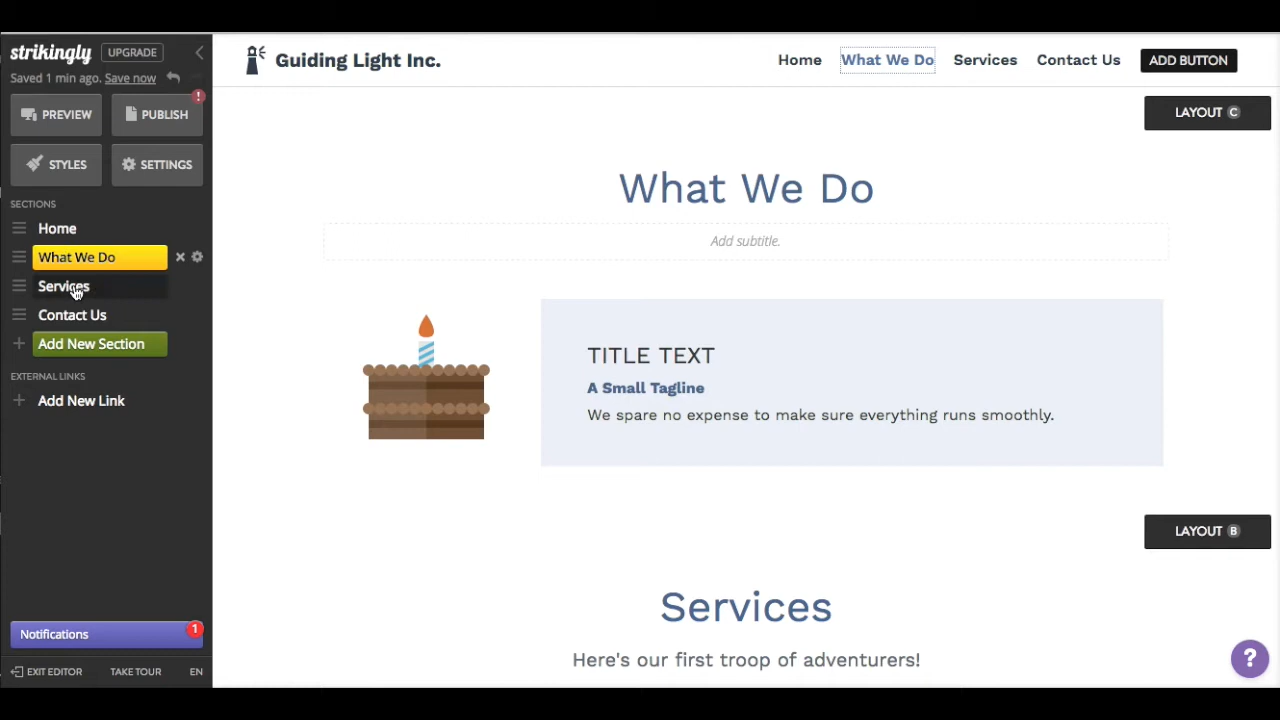 strikingly UPGRADE
Saved 1 min ago. Save now
PREVIEW PUBLISH !
STYLES SETTINGS
SECTIONS
Home
What We Do
Services
Contact Us
Add New Section
EXTERNAL LINKS
Add New Link
Notifications 1
EXIT EDITOR TAKE TOUR EN
Guiding Light Inc. Home What We Do Services Contact Us ADD BUTTON
LAYOUT C
What We Do
Add subtitle.
TITLE TEXT
A Small Tagline
We spare no expense to make sure everything runs smoothly.
LAYOUT B
Services
Here's our first troop of adventurers!
?